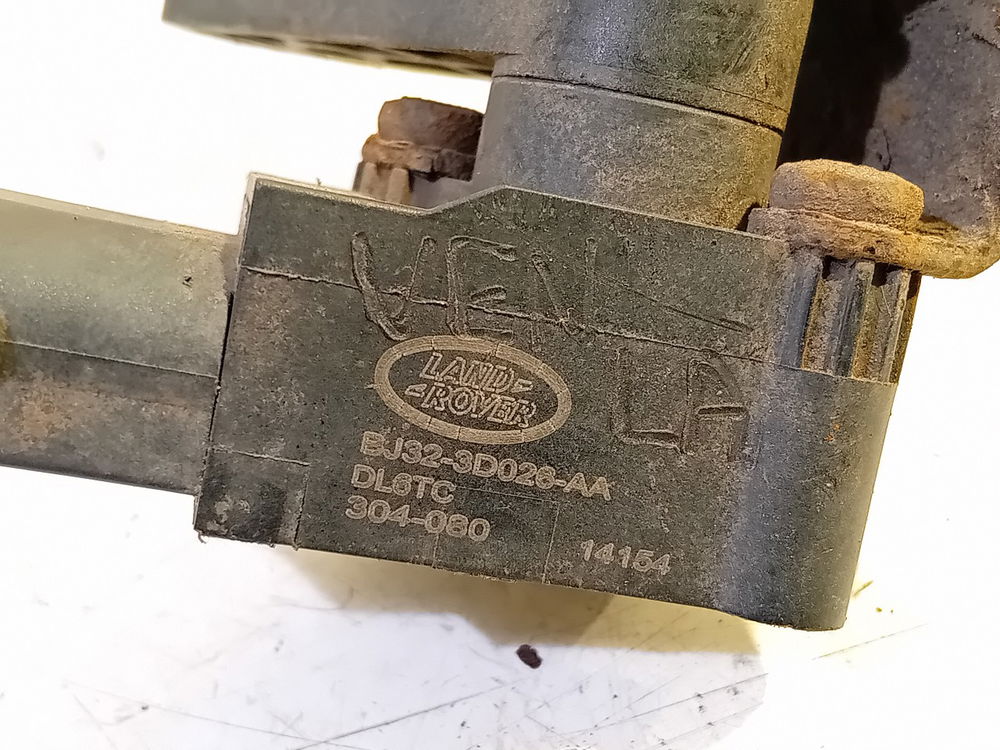 VEN
LA
LAND
ROVER
BJ32-3D026-AA
DL6TC
304-080
14154